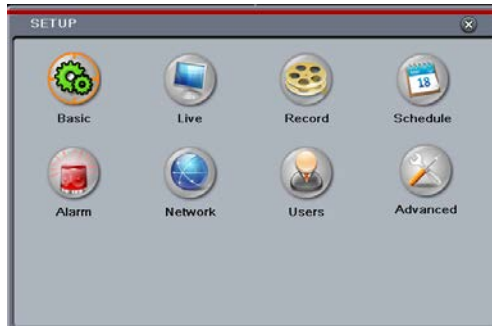 SETUP
18
Basic Live Record Schedule
Alarm Network Users Advanced